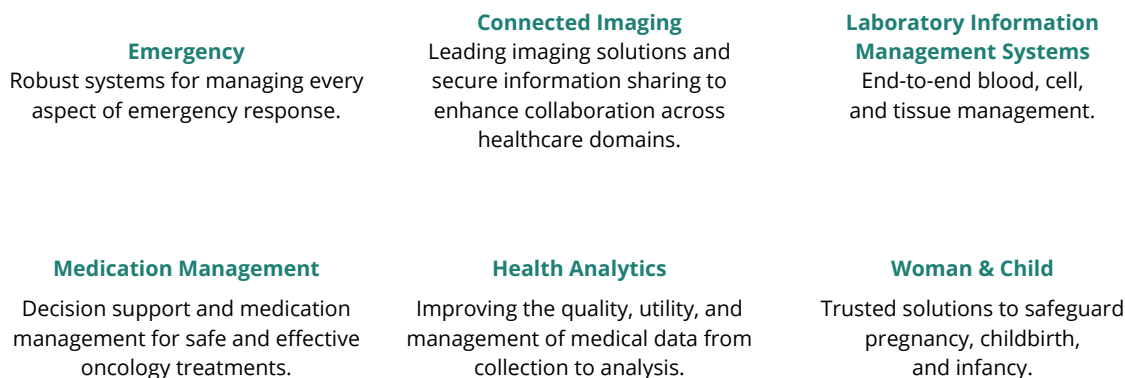 Emergency
Robust systems for managing every
aspect of emergency response.
Connected Imaging
Leading imaging solutions and
secure information sharing to
enhance collaboration across
healthcare domains.
Laboratory Information
Management Systems
End-to-end blood, cell,
and tissue management.
Medication Management
Decision support and medication
management for safe and effective
oncology treatments.
Health Analytics
Improving the quality, utility, and
management of medical data from
collection to analysis.
Woman & Child
Trusted solutions to safeguard
pregnancy, childbirth,
and infancy.